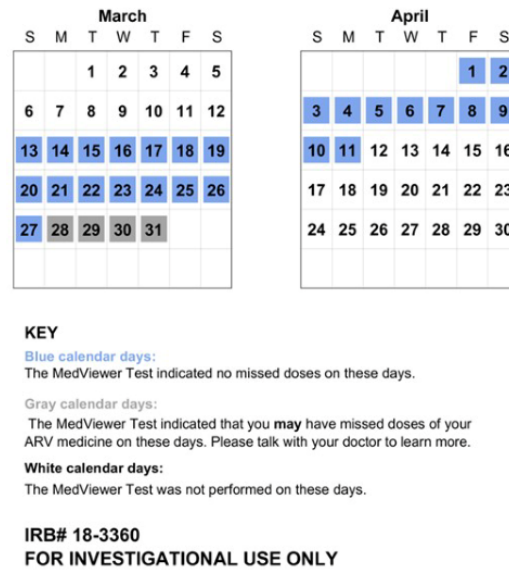 March
S M T W T F S
1 2 3 4 5
6 7 8 9 10 11 12
13 14 15 16 17 18 19
20 21 22 23 24 25 26
27 28 29 30 31
April
S M T W T F S
1 2
3 4 5 6 7 8 9
10 11 12 13 14 15 16
17 18 19 20 21 22 23
24 25 26 27 28 29 30
KEY
Blue calendar days:
The MedViewer Test indicated no missed doses on these days.
Gray calendar days:
The MedViewer Test indicated that you may have missed doses of your
ARV medicine on these days. Please talk with your doctor to learn more.
White calendar days:
The MedViewer Test was not performed on these days.
IRB# 18-3360
FOR INVESTIGATIONAL USE ONLY